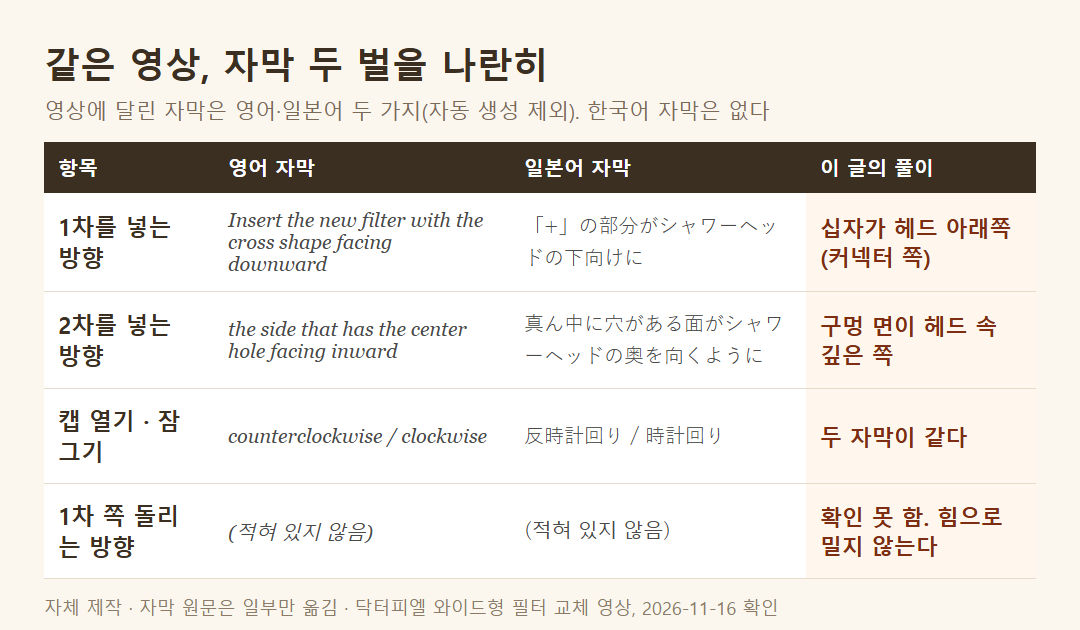 같은 영상, 자막 두 벌을 나란히
영상에 달린 자막은 영어·일본어 두 가지(자동 생성 제외). 한국어 자막은 없다
항목
영어 자막
일본어 자막
이 글의 풀이
1차를 넣는
방향
Insert the new filter with the
cross shape facing
downward
「+」の部分がシャワーヘッ
ドの下向けに
십자가 헤드 아래쪽
(커넥터 쪽)
2차를 넣는
방향
the side that has the center
hole facing inward
真ん中に穴がある面がシャワ
ーヘッドの奥を向くように
구멍 면이 헤드 속
깊은 쪽
캡 열기 · 잠
그기
counterclockwise / clockwise
反時計回り / 時計回り
두 자막이 같다
1차 쪽 돌리
는 방향
(적혀 있지 않음)
(적혀 있지 않음)
확인 못 함. 힘으로
밀지 않는다
자체 제작 · 자막 원문은 일부만 옮김 · 닥터피엘 와이드형 필터 교체 영상, 2026-11-16 확인